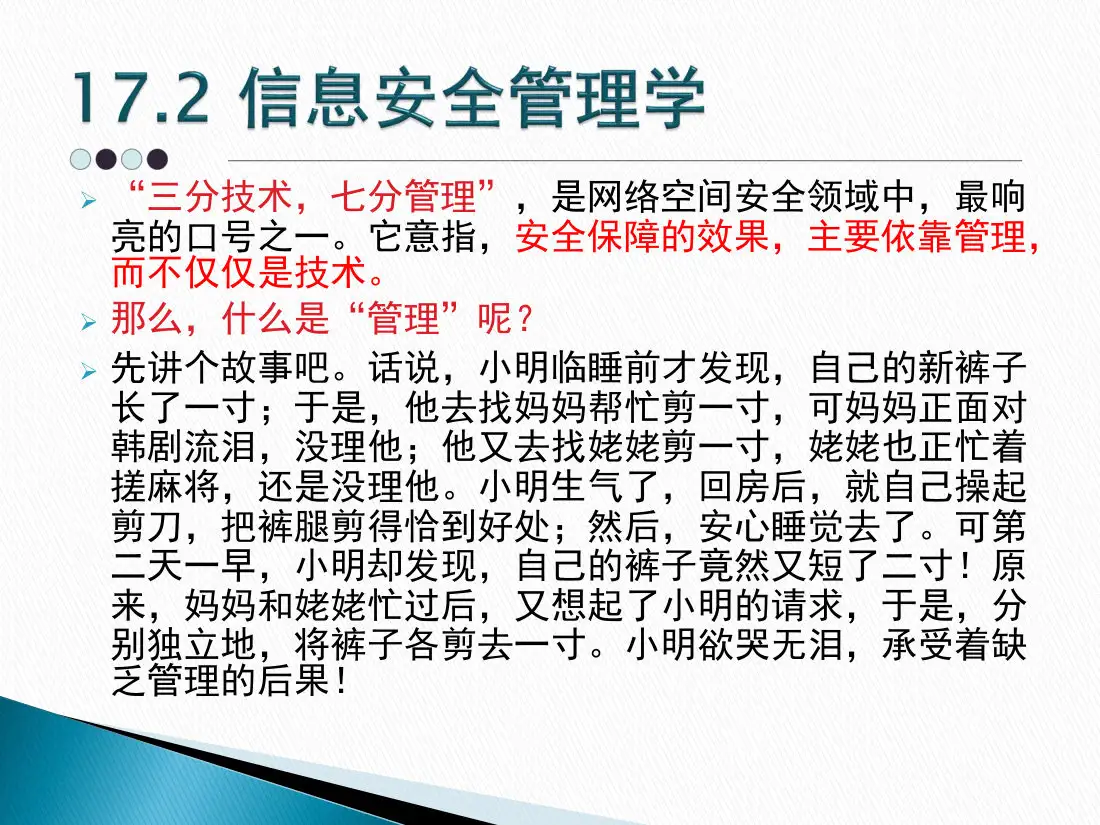 17.2 信息安全管理学
“三分技术，七分管理”，是网络空间安全领域中，最响
亮的口号之一。它意指，安全保障的效果，主要依靠管理，
而不仅仅是技术。
那么，什么是“管理”呢？
先讲个故事吧。话说，小明临睡前才发现，自己的新裤子
长了一寸；于是，他去找妈妈帮忙剪一寸，可妈妈正面对
韩剧流泪，没理他；他又去找姥姥剪一寸，姥姥也正忙着
搓麻将，还是没理他。小明生气了，回房后，就自己操起
剪刀，把裤腿剪得恰到好处；然后，安心睡觉去了。可第
二天一早，小明却发现，自己的裤子竟然又短了二寸！原
来，妈妈和姥姥忙过后，又想起了小明的请求，于是，分
别独立地，将裤子各剪去一寸。小明欲哭无泪，承受着缺
乏管理的后果！